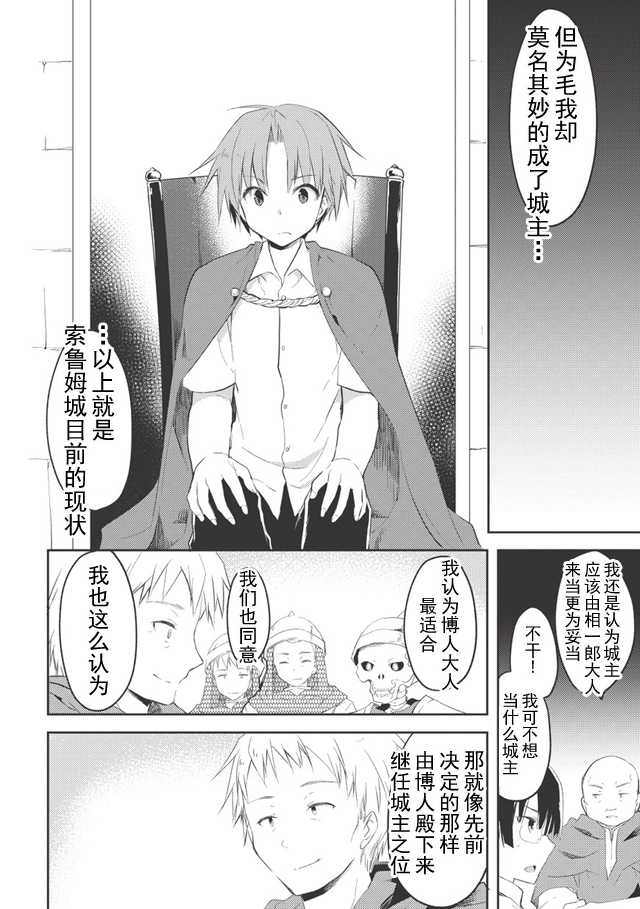 但为毛我却
莫名其妙的成了城主…
…以上就是
索鲁姆城目前的现状
我还是认为城主
应该由相一郎大人
来当更为妥当
不干！
我可不想
当什么城主
我认为博人大人
最适合
我们也同意
我也这么认为
那就像先前
决定的那样
由博人殿下来
继任城主之位